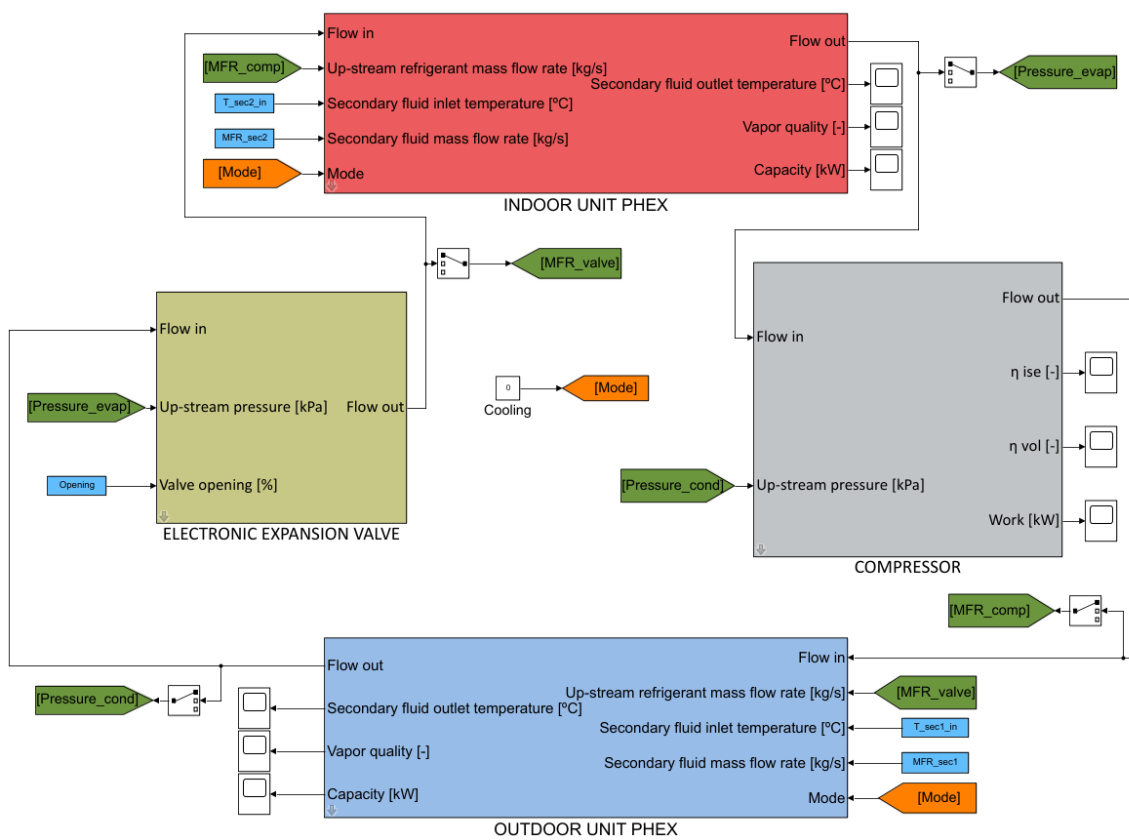 Flow in
[MFR_comp]
Up-stream refrigerant mass flow rate [kg/s]
T_sec2_in
Secondary fluid inlet temperature [ºC]
MFR_sec2
Secondary fluid mass flow rate [kg/s]
[Mode]
Mode
Flow out
Secondary fluid outlet temperature [ºC]
Vapor quality [-]
Capacity [kW]
[Pressure_evap]
INDOOR UNIT PHEX
[MFR_valve]
Flow in
[Pressure_evap]
Up-stream pressure [kPa]
Flow out
Opening
Valve opening [%]
ELECTRONIC EXPANSION VALVE
0
Cooling
[Mode]
Flow out
Flow in
η ise [-]
η vol [-]
[Pressure_cond]
Up-stream pressure [kPa]
Work [kW]
COMPRESSOR
[MFR_comp]
Flow out
[Pressure_cond]
Secondary fluid outlet temperature [ºC]
Vapor quality [-]
Capacity [kW]
Flow in
Up-stream refrigerant mass flow rate [kg/s]
[MFR_valve]
Secondary fluid inlet temperature [ºC]
T_sec1_in
Secondary fluid mass flow rate [kg/s]
MFR_sec1
Mode
[Mode]
OUTDOOR UNIT PHEX